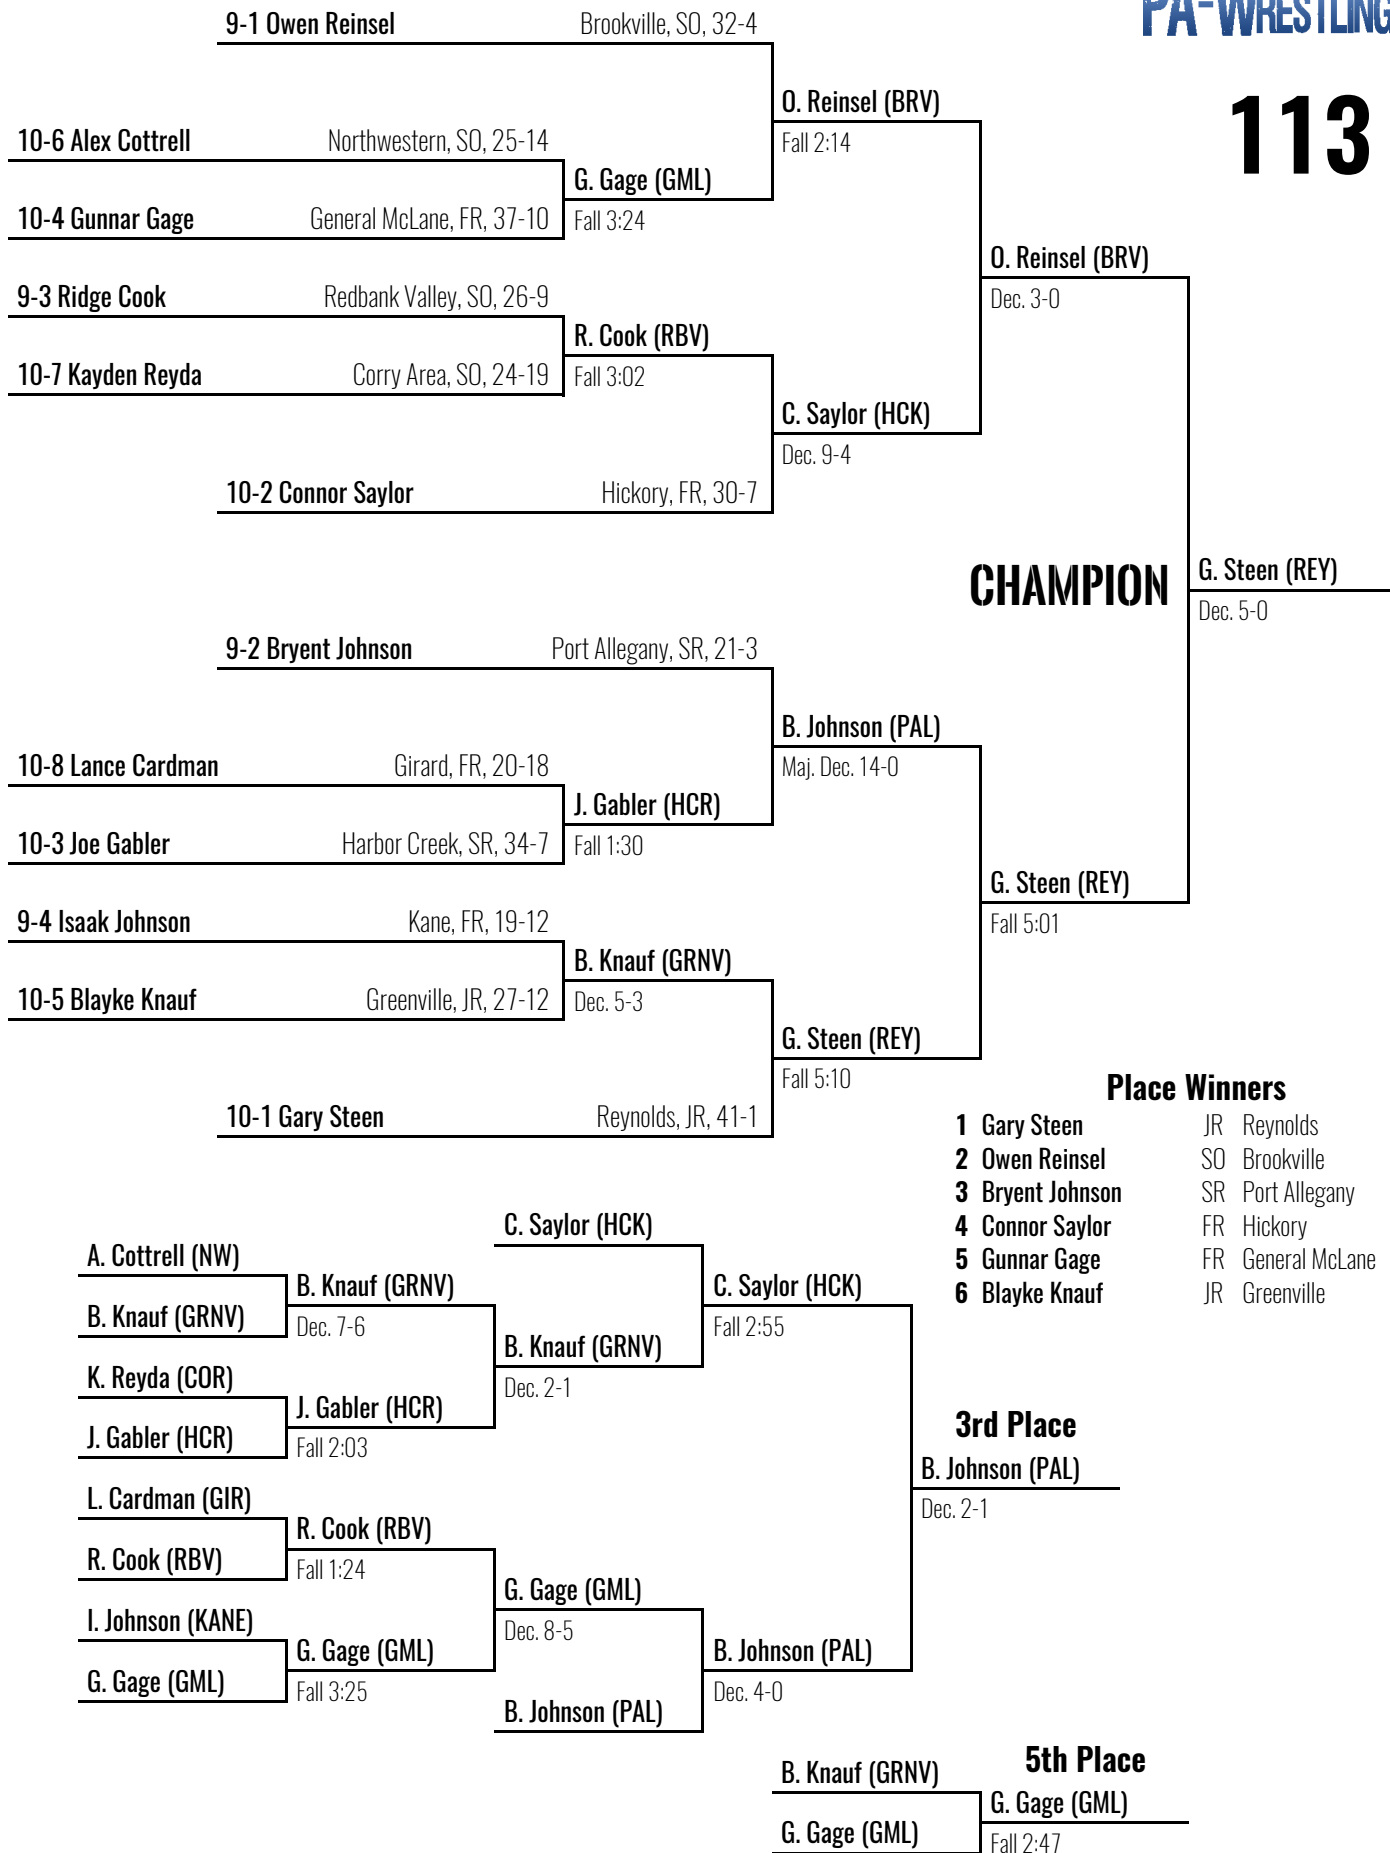 PA-WRESTLING
113
9-1 Owen Reinsel Brookville, SO, 32-4
O. Reinsel (BRV)
Fall 2:14
10-6 Alex Cottrell Northwestern, SO, 25-14
G. Gage (GML)
10-4 Gunnar Gage General McLane, FR, 37-10
Fall 3:24
O. Reinsel (BRV)
Dec. 3-0
9-3 Ridge Cook Redbank Valley, SO, 26-9
R. Cook (RBV)
10-7 Kayden Reyda Corry Area, SO, 24-19
Fall 3:02
C. Saylor (HCK)
Dec. 9-4
10-2 Connor Saylor Hickory, FR, 30-7
CHAMPION
G. Steen (REY)
Dec. 5-0
9-2 Bryent Johnson Port Allegany, SR, 21-3
B. Johnson (PAL)
Maj. Dec. 14-0
10-8 Lance Cardman Girard, FR, 20-18
J. Gabler (HCR)
10-3 Joe Gabler Harbor Creek, SR, 34-7
Fall 1:30
G. Steen (REY)
Fall 5:01
9-4 Isaak Johnson Kane, FR, 19-12
B. Knauf (GRNV)
10-5 Blayke Knauf Greenville, JR, 27-12
Dec. 5-3
G. Steen (REY)
Fall 5:10
10-1 Gary Steen Reynolds, JR, 41-1
Place Winners
1 Gary Steen JR Reynolds
2 Owen Reinsel SO Brookville
3 Bryent Johnson SR Port Allegany
4 Connor Saylor FR Hickory
5 Gunnar Gage FR General McLane
6 Blayke Knauf JR Greenville
C. Saylor (HCK)
A. Cottrell (NW)
B. Knauf (GRNV)
C. Saylor (HCK)
B. Knauf (GRNV)
Dec. 7-6
Fall 2:55
B. Knauf (GRNV)
Dec. 2-1
K. Reyda (COR)
J. Gabler (HCR)
J. Gabler (HCR)
Fall 2:03
3rd Place
B. Johnson (PAL)
Dec. 2-1
L. Cardman (GIR)
R. Cook (RBV)
R. Cook (RBV)
Fall 1:24
G. Gage (GML)
Dec. 8-5
I. Johnson (KANE)
G. Gage (GML)
B. Johnson (PAL)
G. Gage (GML)
Fall 3:25
Dec. 4-0
B. Johnson (PAL)
5th Place
B. Knauf (GRNV)
G. Gage (GML)
G. Gage (GML)
Fall 2:47